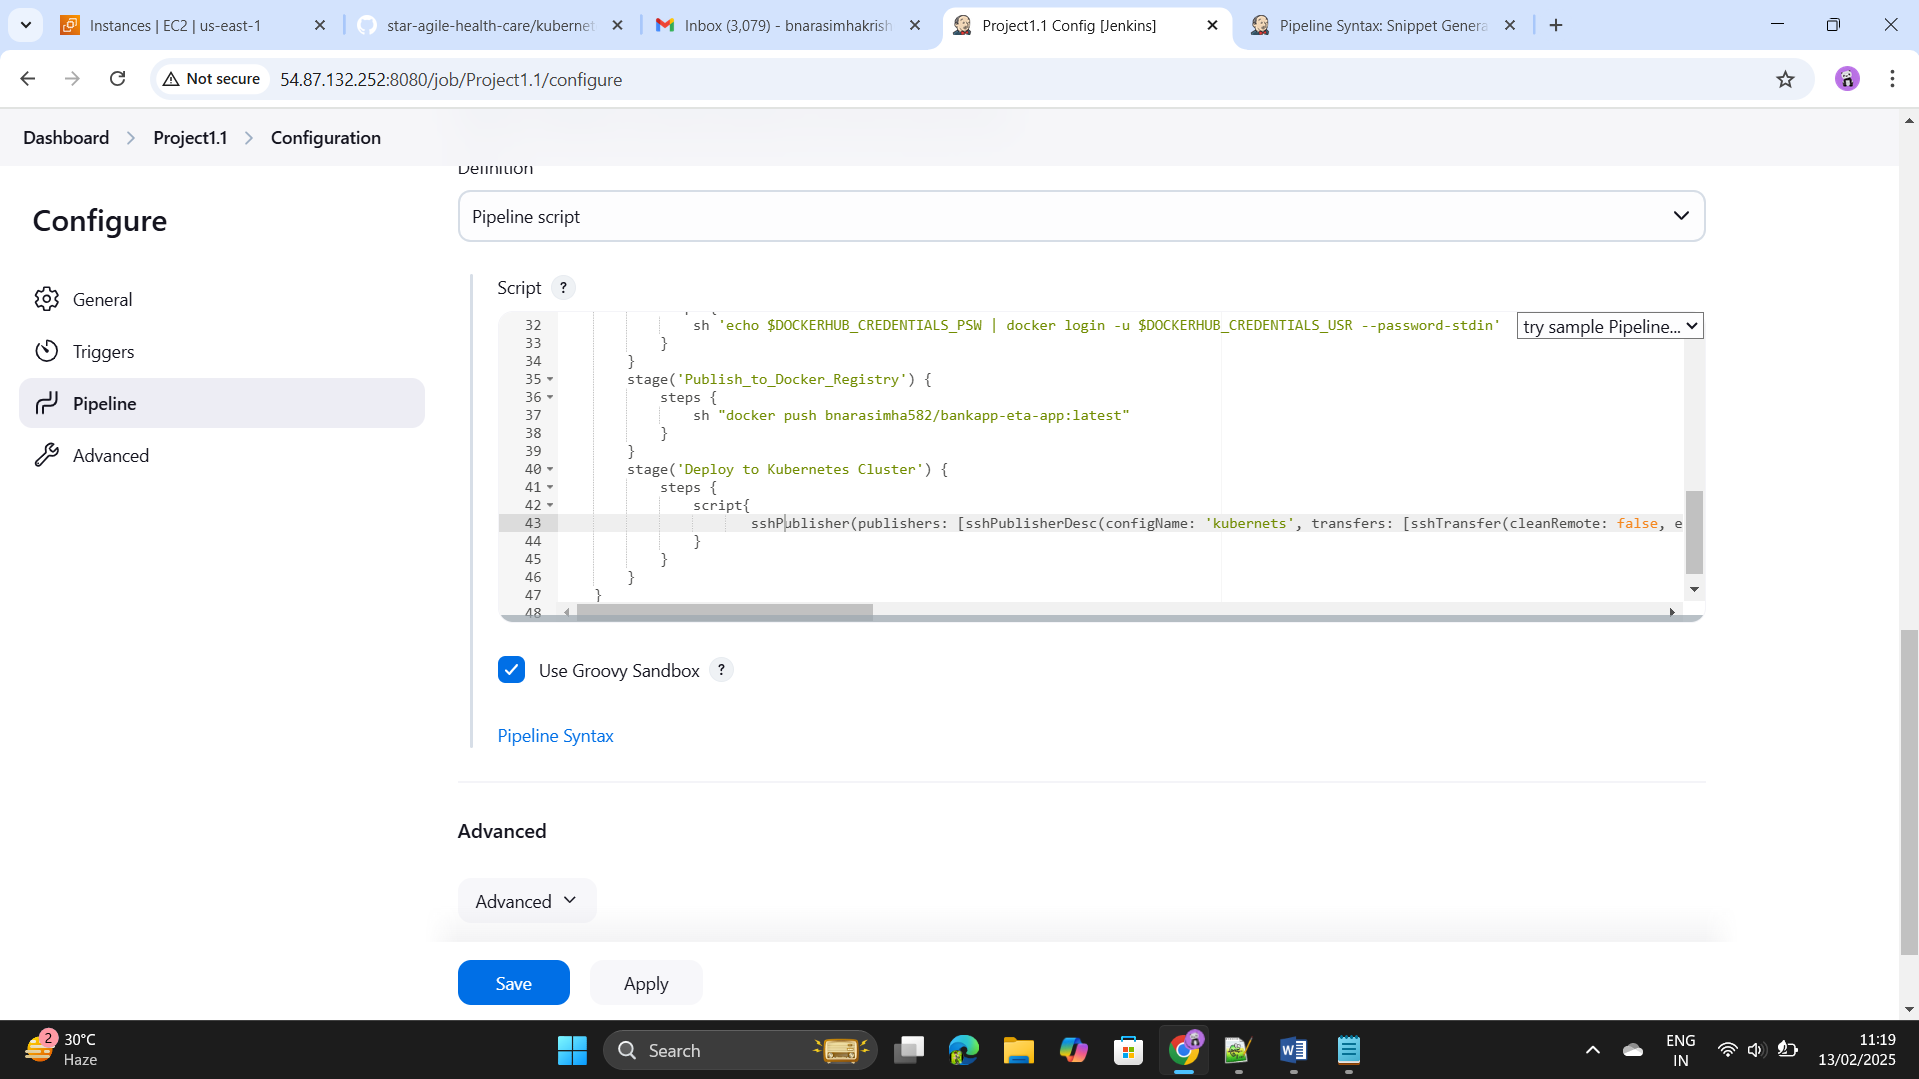 Instances | EC2 | us-east-1
star-agile-health-care/kubernet
Inbox (3,079) - bnarasimhakrish
Project1.1 Config [Jenkins]
Pipeline Syntax: Snippet Genera
Not secure
54.87.132.252:8080/job/Project1.1/configure
Dashboard
Project1.1
Configuration
Definition
Configure
Pipeline script
General
Triggers
Pipeline
Advanced
Script ?
try sample Pipeline...
32 sh 'echo $DOCKERHUB_CREDENTIALS_PSW | docker login -u $DOCKERHUB_CREDENTIALS_USR --password-stdin'
33 }
34 }
35 stage('Publish_to_Docker_Registry') {
36 steps {
37 sh "docker push bnarasimha582/bankapp-eta-app:latest"
38 }
39 }
40 stage('Deploy to Kubernetes Cluster') {
41 steps {
42 script{
43 sshPublisher(publishers: [sshPublisherDesc(configName: 'kubernets', transfers: [sshTransfer(cleanRemote: false, e
44 }
45 }
46 }
47 }
48
Use Groovy Sandbox ?
Pipeline Syntax
Advanced
Advanced
Save
Apply
2
30°C
Haze
Search
ENG
IN
11:19
13/02/2025